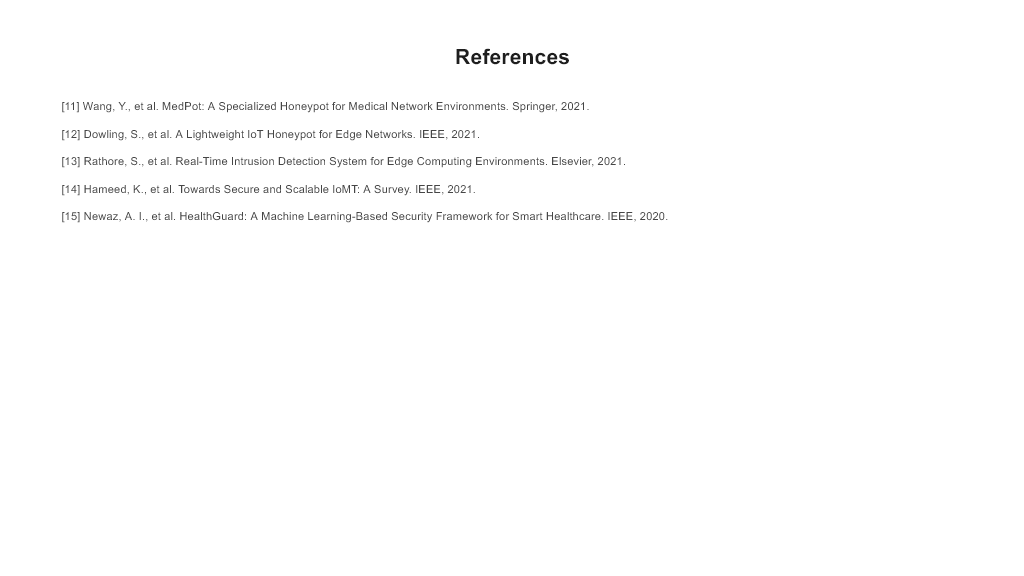 References
[11] Wang, Y., et al. MedPot: A Specialized Honeypot for Medical Network Environments. Springer, 2021.
[12] Dowling, S., et al. A Lightweight IoT Honeypot for Edge Networks. IEEE, 2021.
[13] Rathore, S., et al. Real-Time Intrusion Detection System for Edge Computing Environments. Elsevier, 2021.
[14] Hameed, K., et al. Towards Secure and Scalable IoMT: A Survey. IEEE, 2021.
[15] Newaz, A. I., et al. HealthGuard: A Machine Learning-Based Security Framework for Smart Healthcare. IEEE, 2020.